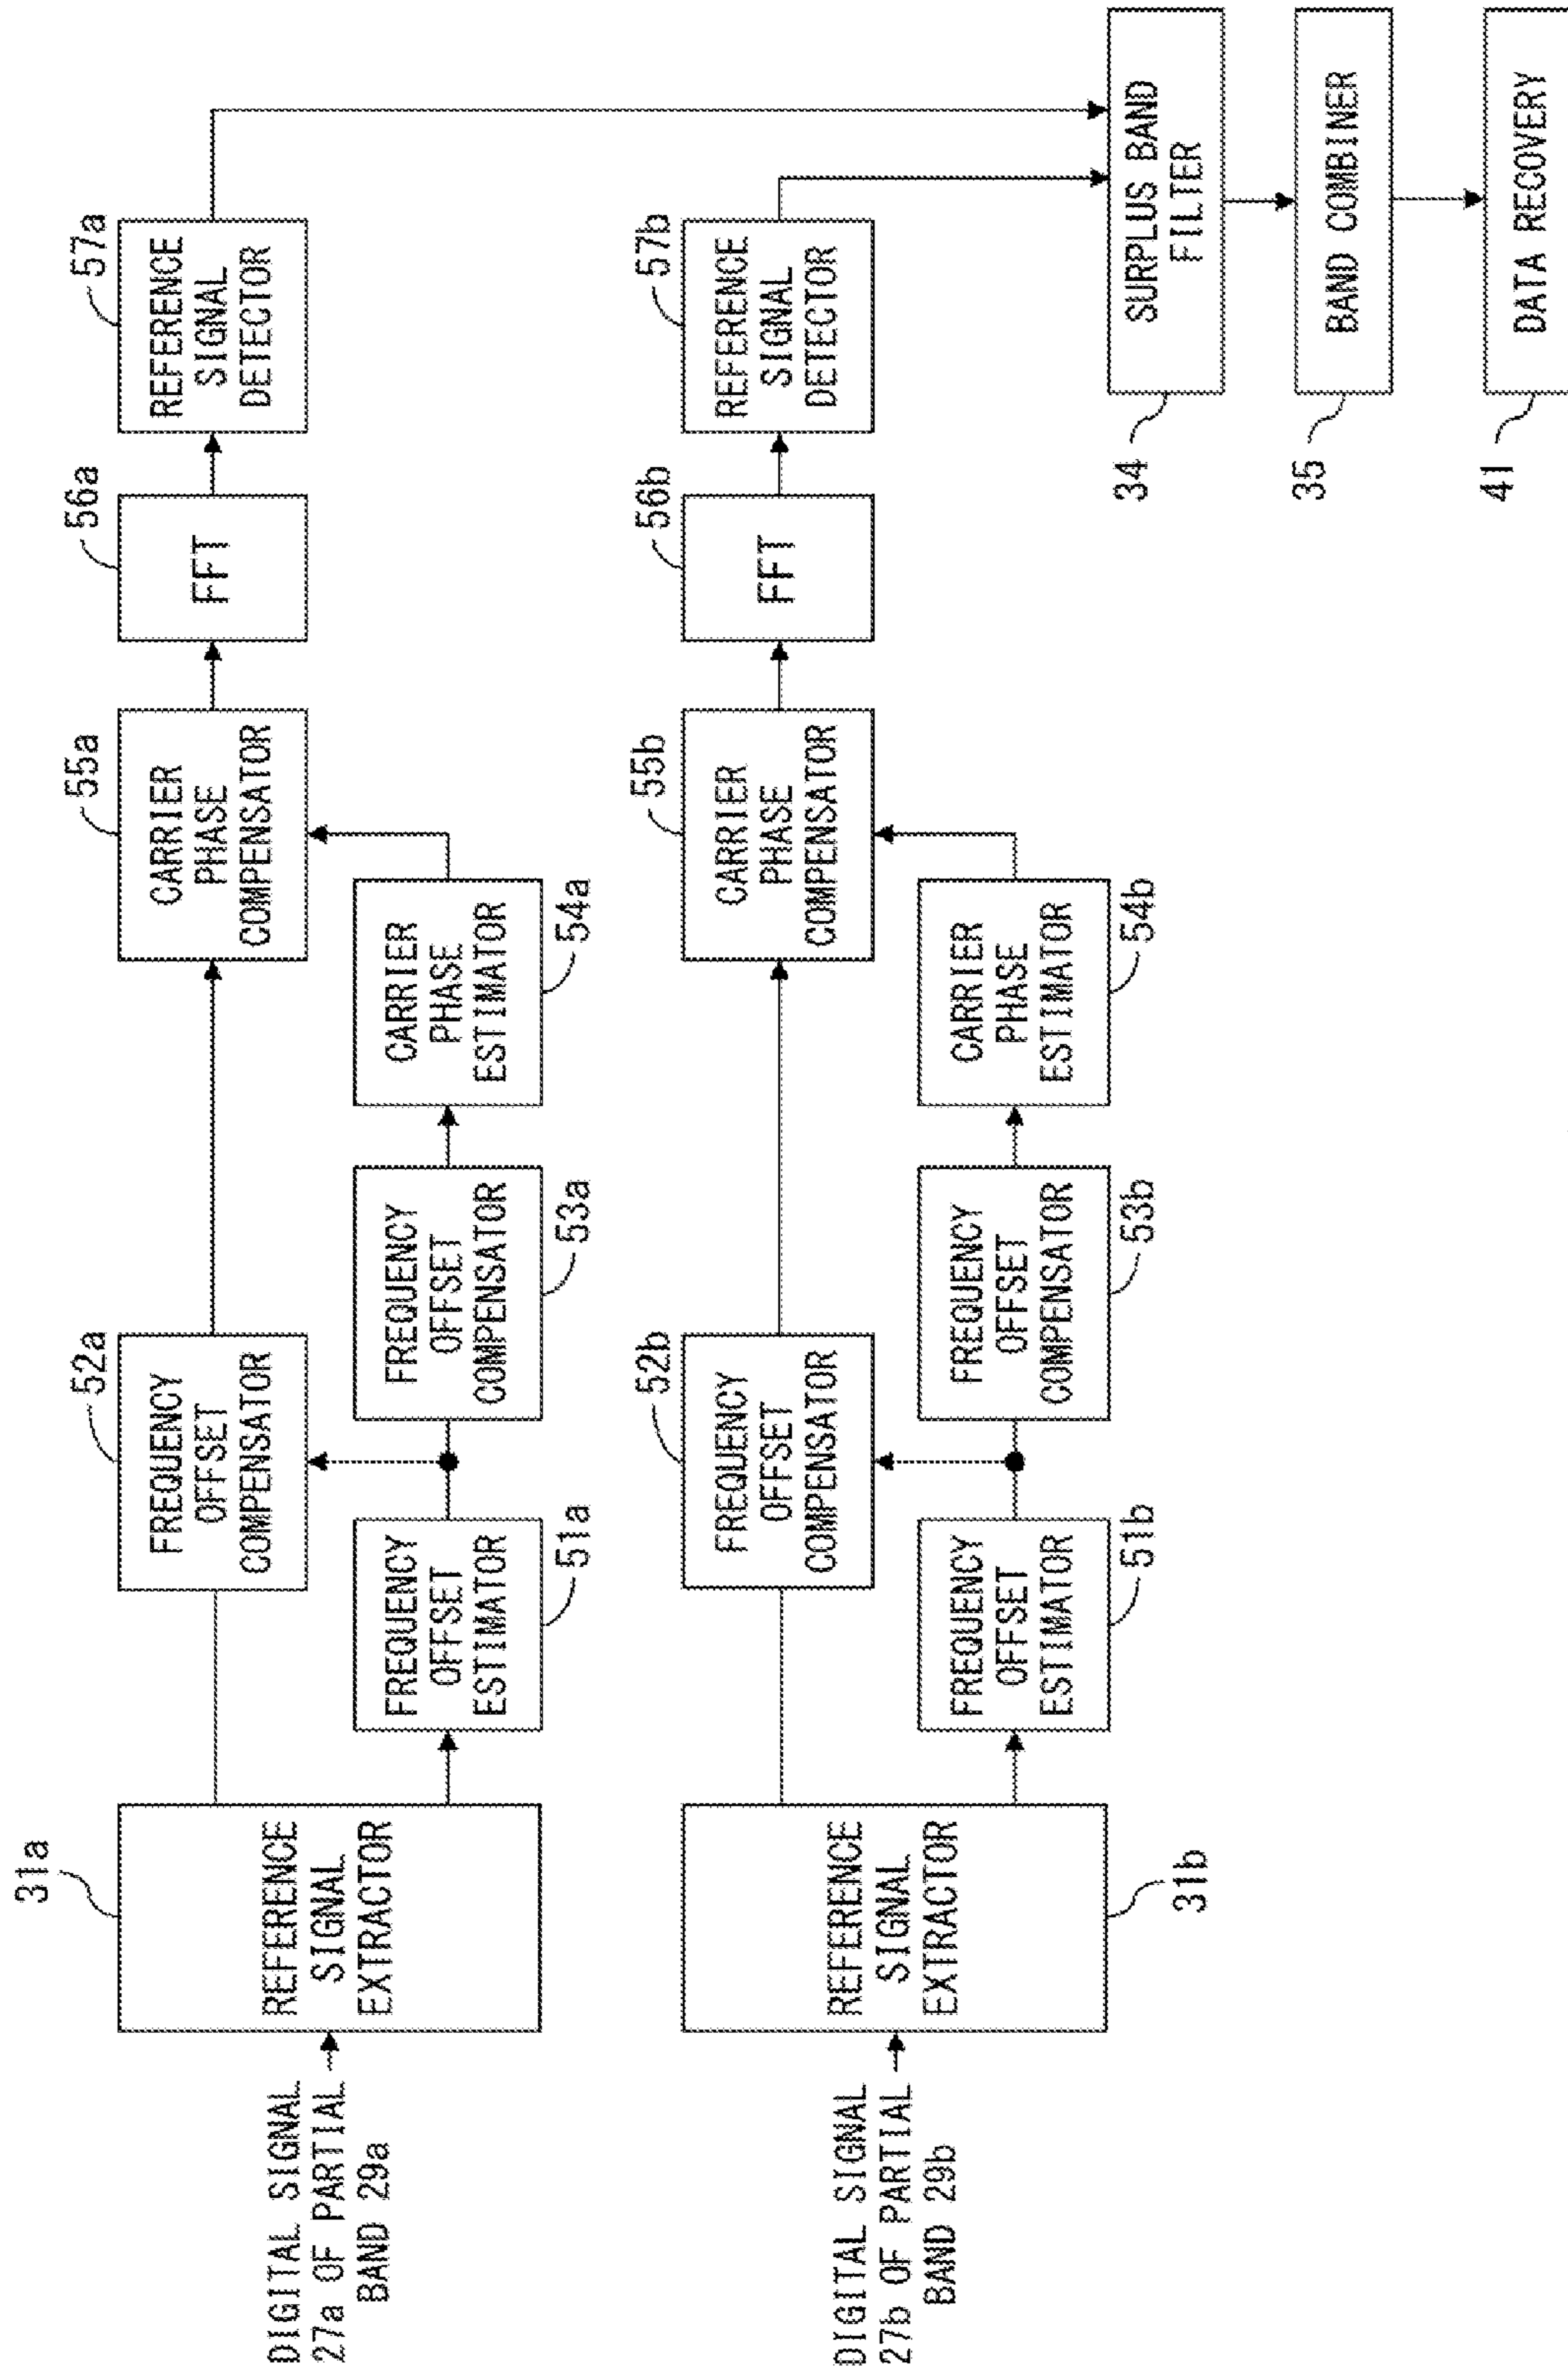 DIGITAL SIGNAL
27a OF PARTIAL
BAND 29a
31a
REFERENCE
SIGNAL
EXTRACTOR
FREQUENCY
OFFSET
ESTIMATOR
51a
52a
FREQUENCY
OFFSET
COMPENSATOR
FREQUENCY
OFFSET
COMPENSATOR
53a
CARRIER
PHASE
ESTIMATOR
54a
55a
CARRIER
PHASE
COMPENSATOR
56a
FFT
57a
REFERENCE
SIGNAL
DETECTOR
DIGITAL SIGNAL
27b OF PARTIAL
BAND 29b
REFERENCE
SIGNAL
EXTRACTOR
31b
FREQUENCY
OFFSET
ESTIMATOR
51b
52b
FREQUENCY
OFFSET
COMPENSATOR
FREQUENCY
OFFSET
COMPENSATOR
53b
CARRIER
PHASE
ESTIMATOR
54b
55b
CARRIER
PHASE
COMPENSATOR
56b
FFT
57b
REFERENCE
SIGNAL
DETECTOR
34
SURPLUS BAND
FILTER
35
BAND COMBINER
41
DATA RECOVERY